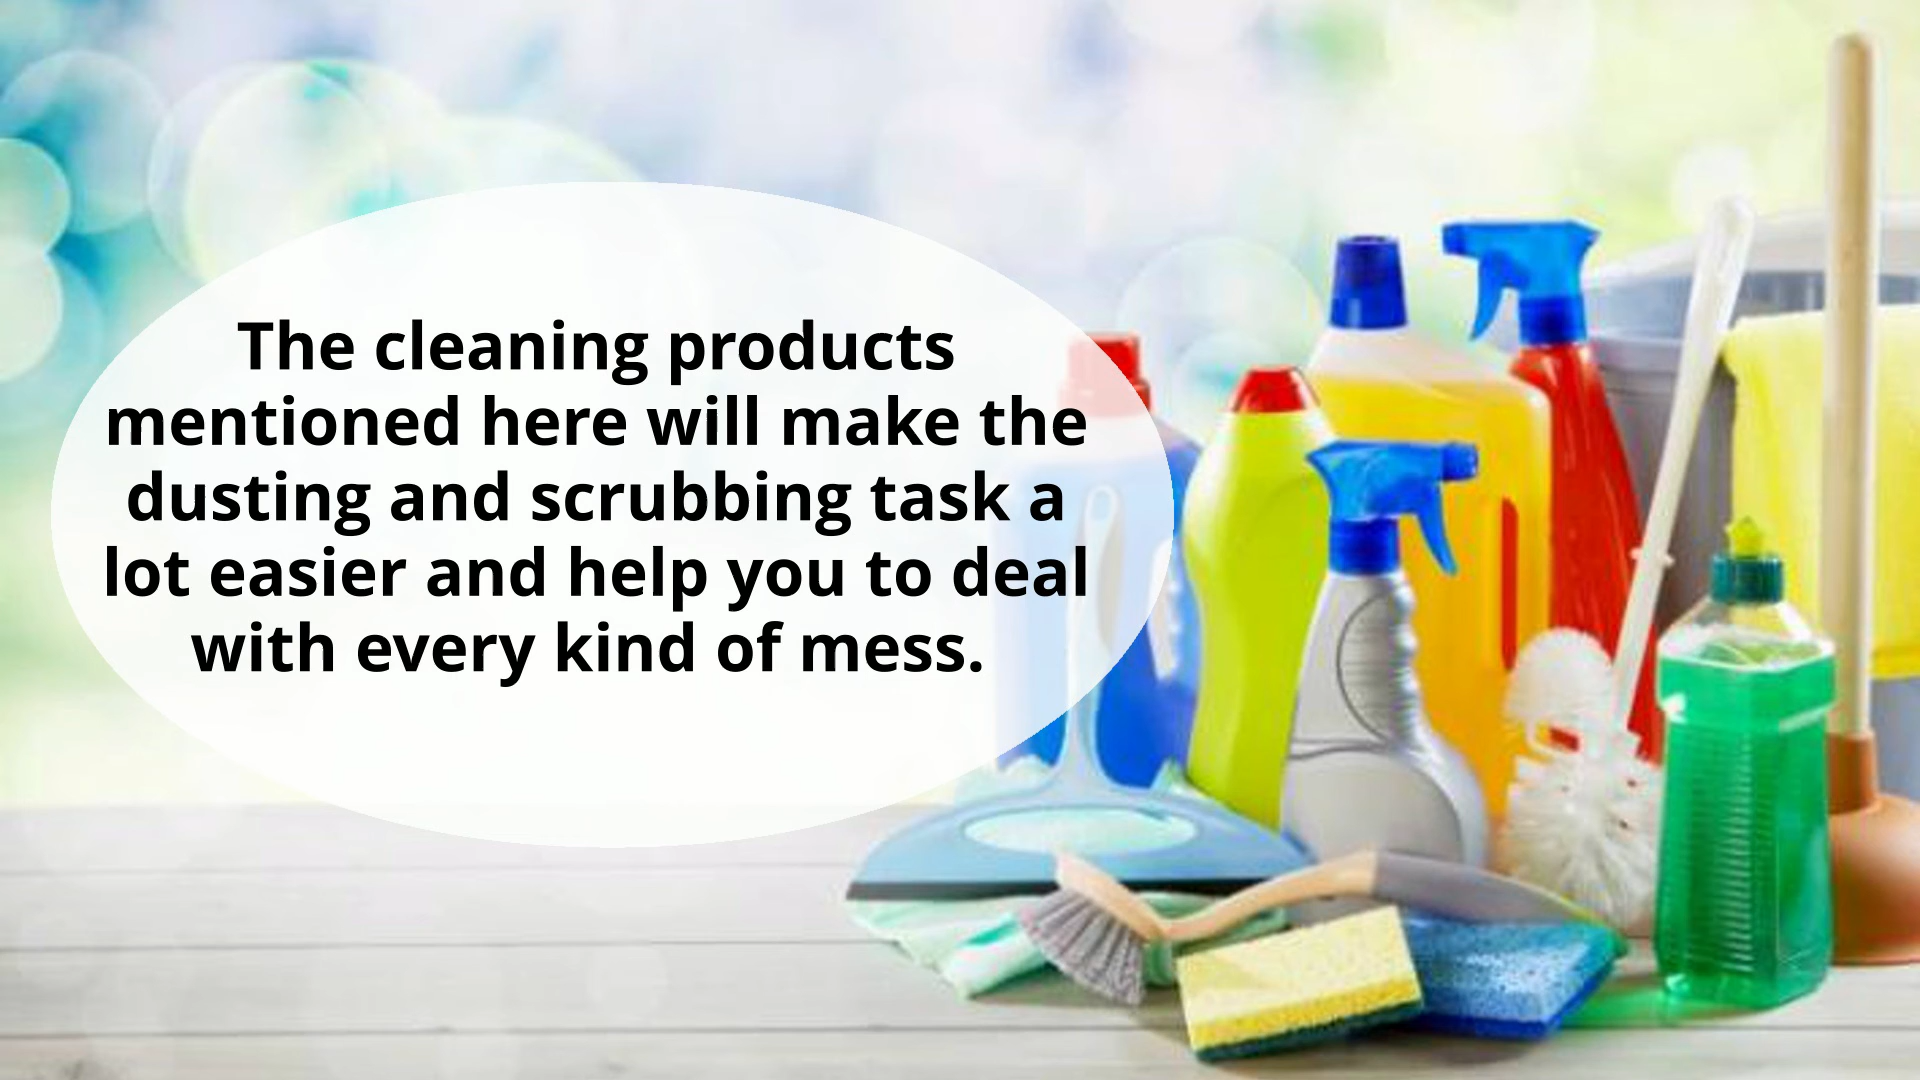 The cleaning products
mentioned here will make the
dusting and scrubbing task a
lot easier and help you to deal
with every kind of mess.